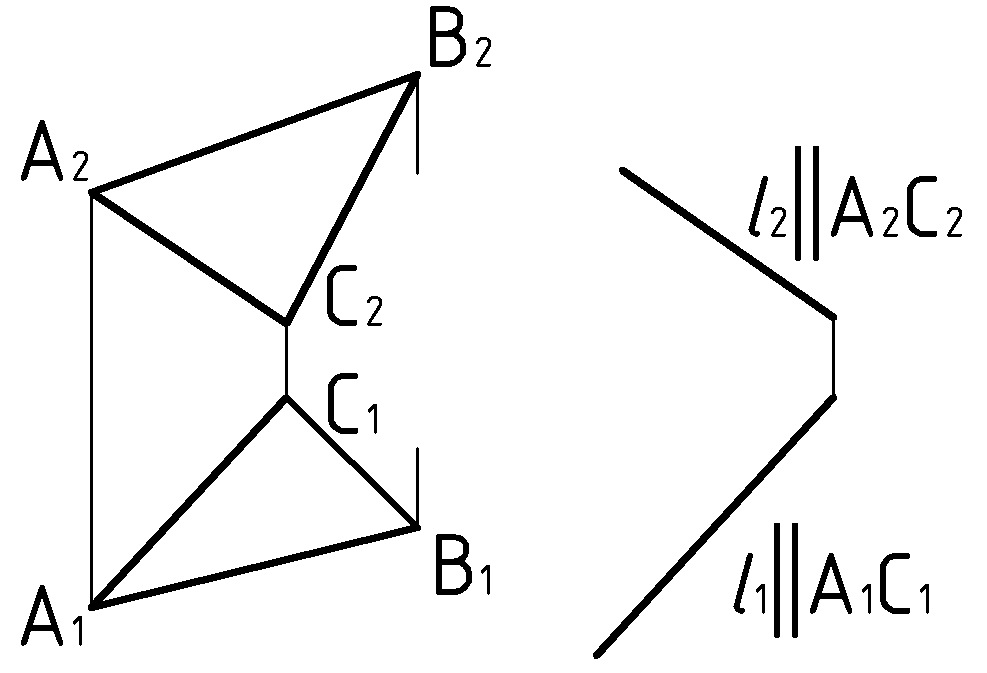 B₂
A₂
l₂||A₂C₂
C₂
C₁
B₁
l₁||A₁C₁
A₁